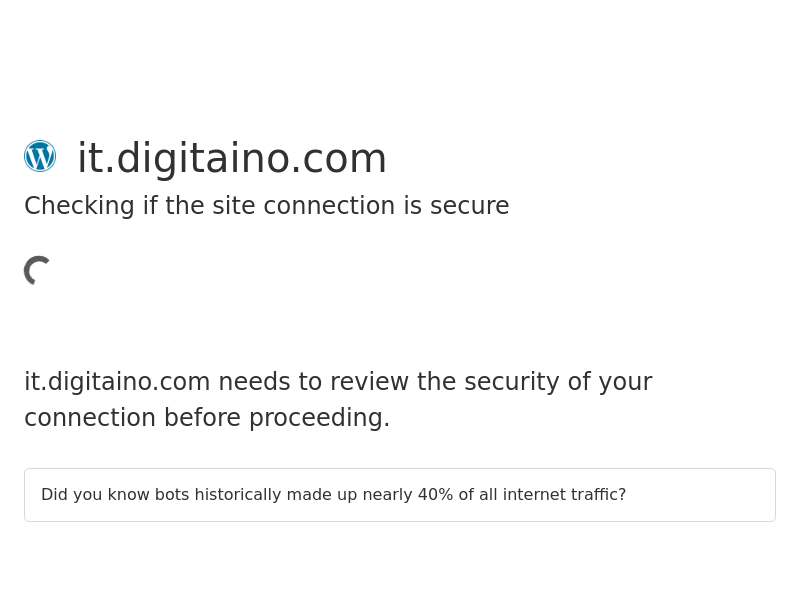 it.digitaino.com
Checking if the site connection is secure
it.digitaino.com needs to review the security of your
connection before proceeding.
Did you know bots historically made up nearly 40% of all internet traffic?